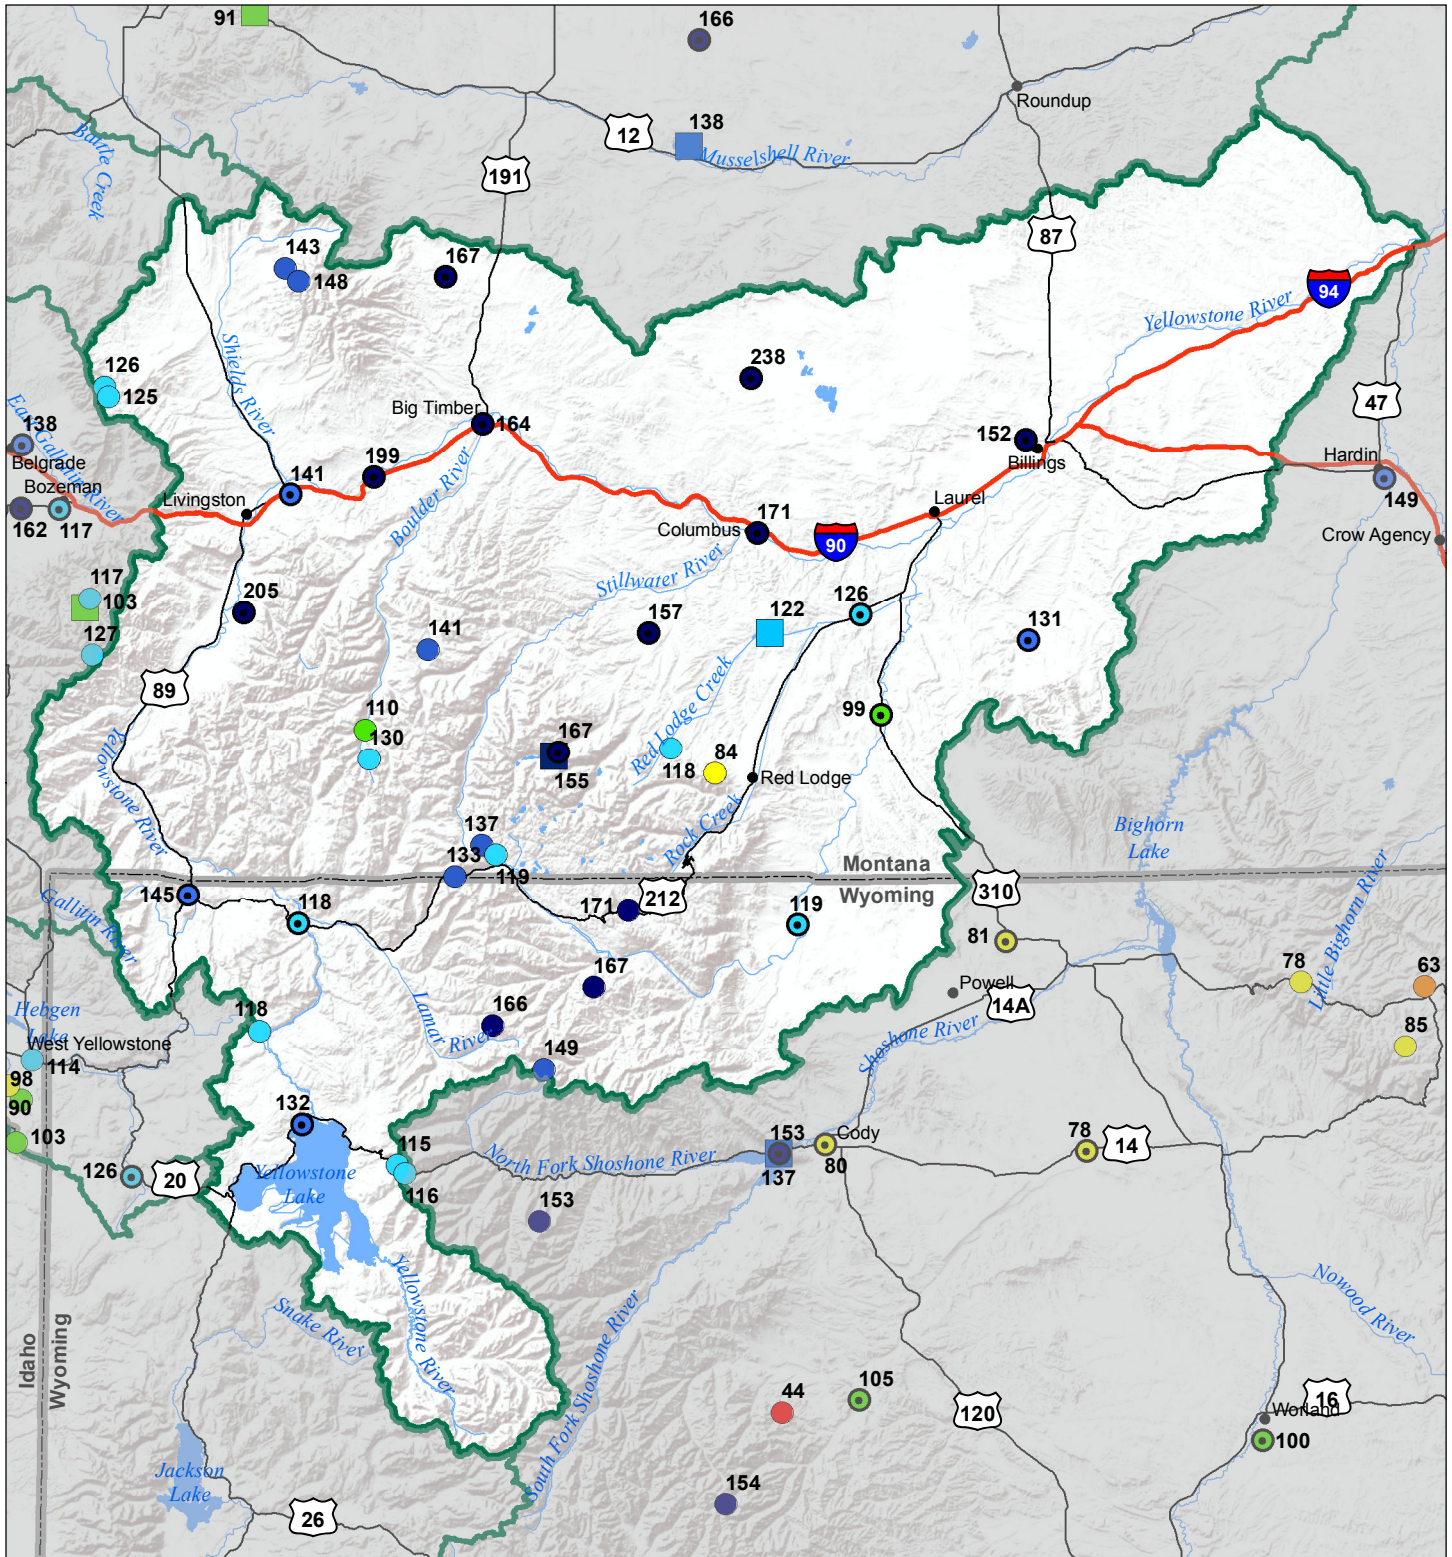 91
166
Roundup
12
138
Musselshell River
Battle
Creek
191
87
143
148
167
94
Yellowstone River
Shields River
126
125
238
47
East Gallatin River
138
Belgrade
Bozeman
162
117
Big Timber
164
199
141
Livingston
Boulder River
152
Billings
Hardin
149
Crow Agency
Laurel
Columbus
171
90
Stillwater River
117
103
127
205
141
157
122
126
131
89
Red Lodge Creek
99
110
130
167
155
118
84
Red Lodge
Yellowstone River
Rock Creek
137
133
119
Bighorn
Lake
Montana
Wyoming
145
118
171
212
119
310
81
Gallitin River
Little Bighorn River
78
63
85
Powell
14A
167
166
Lamar River
149
Shoshone River
Hebgen
Lake
West Yellowstone
114
98
90
103
118
132
115
116
126
20
Yellowstone
Lake
North Fork Shoshone River
153
137
Cody
80
78
14
153
Yellowstone River
Snake River
South Fork Shoshone River
Nowood River
Idaho
Wyoming
44
105
120
16
Worland
100
154
Jackson
Lake
26